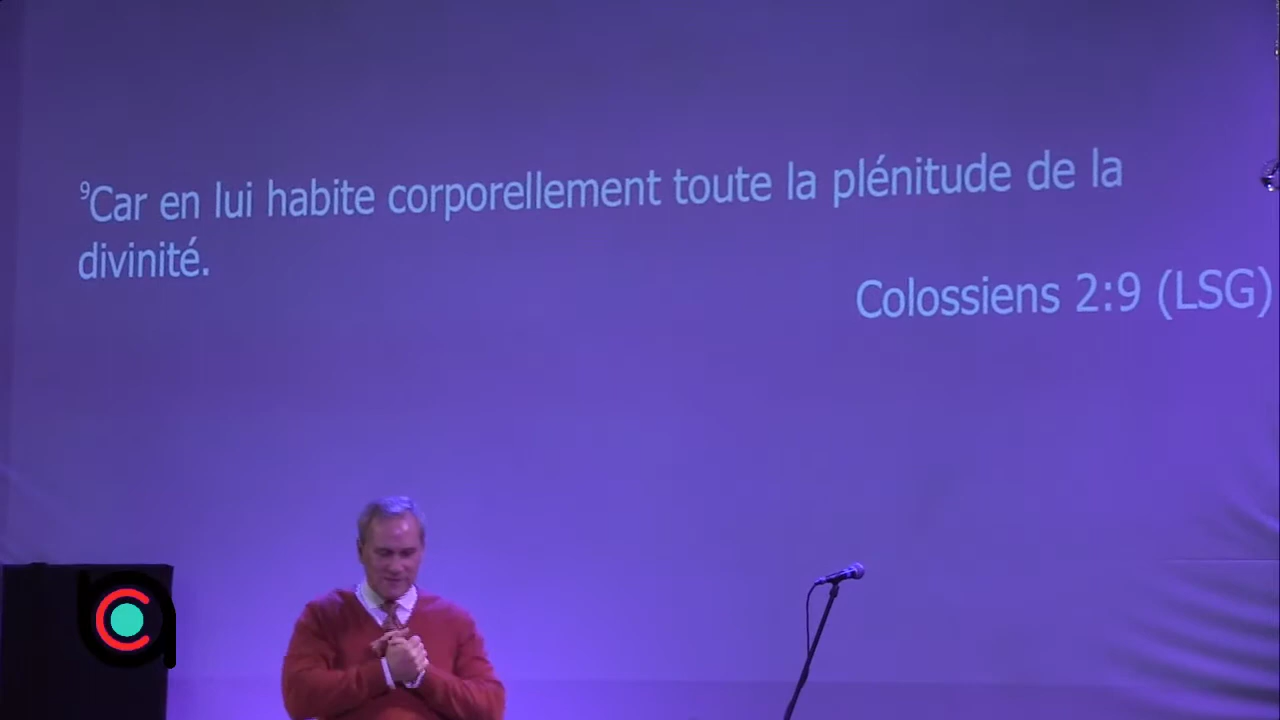 ⁹Car en lui habite corporellement toute la plénitude de la
divinité.
Colossiens 2:9 (LSG)